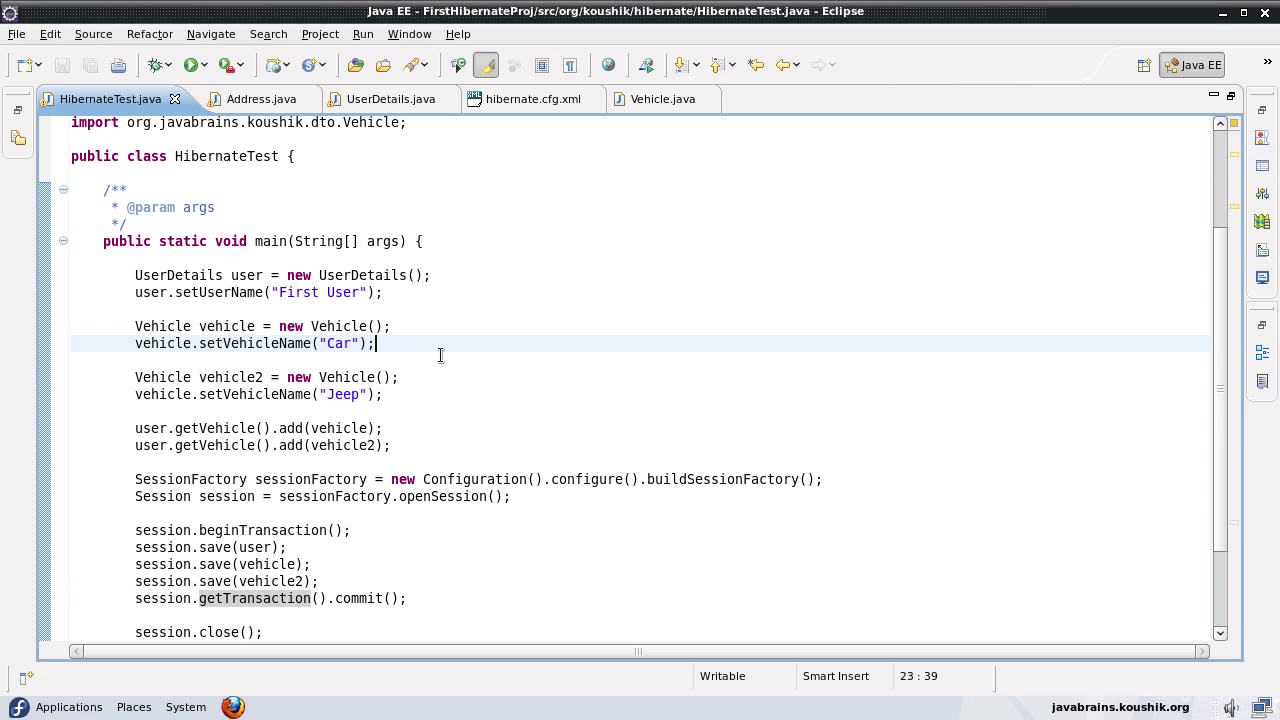 Java EE - FirstHibernateProj/src/org/koushik/hibernate/HibernateTest.java - Eclipse
File Edit Source Refactor Navigate Search Project Run Window Help
Java EE
HibernateTest.java Address.java UserDetails.java hibernate.cfg.xml Vehicle.java
import org.javabrains.koushik.dto.Vehicle;
public class HibernateTest {
/**
* @param args
*/
public static void main(String[] args) {
UserDetails user = new UserDetails();
user.setUserName("First User");
Vehicle vehicle = new Vehicle();
vehicle.setVehicleName("Car");
Vehicle vehicle2 = new Vehicle();
vehicle.setVehicleName("Jeep");
user.getVehicle().add(vehicle);
user.getVehicle().add(vehicle2);
SessionFactory sessionFactory = new Configuration().configure().buildSessionFactory();
Session session = sessionFactory.openSession();
session.beginTransaction();
session.save(user);
session.save(vehicle);
session.save(vehicle2);
session.getTransaction().commit();
session.close();
Writable Smart Insert 23 : 39
Applications Places System javabrains.koushik.org